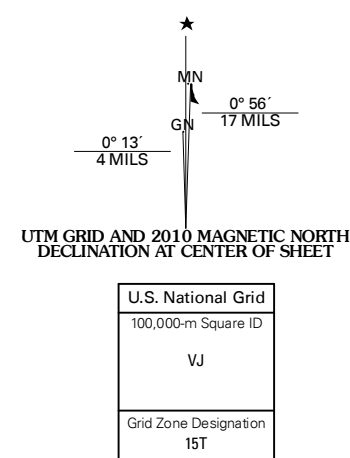 MN
0° 56´
17 MILS
GN
0° 13´
4 MILS
UTM GRID AND 2010 MAGNETIC NORTH
DECLINATION AT CENTER OF SHEET
U.S. National Grid
100,000-m Square ID
VJ
Grid Zone Designation
15T